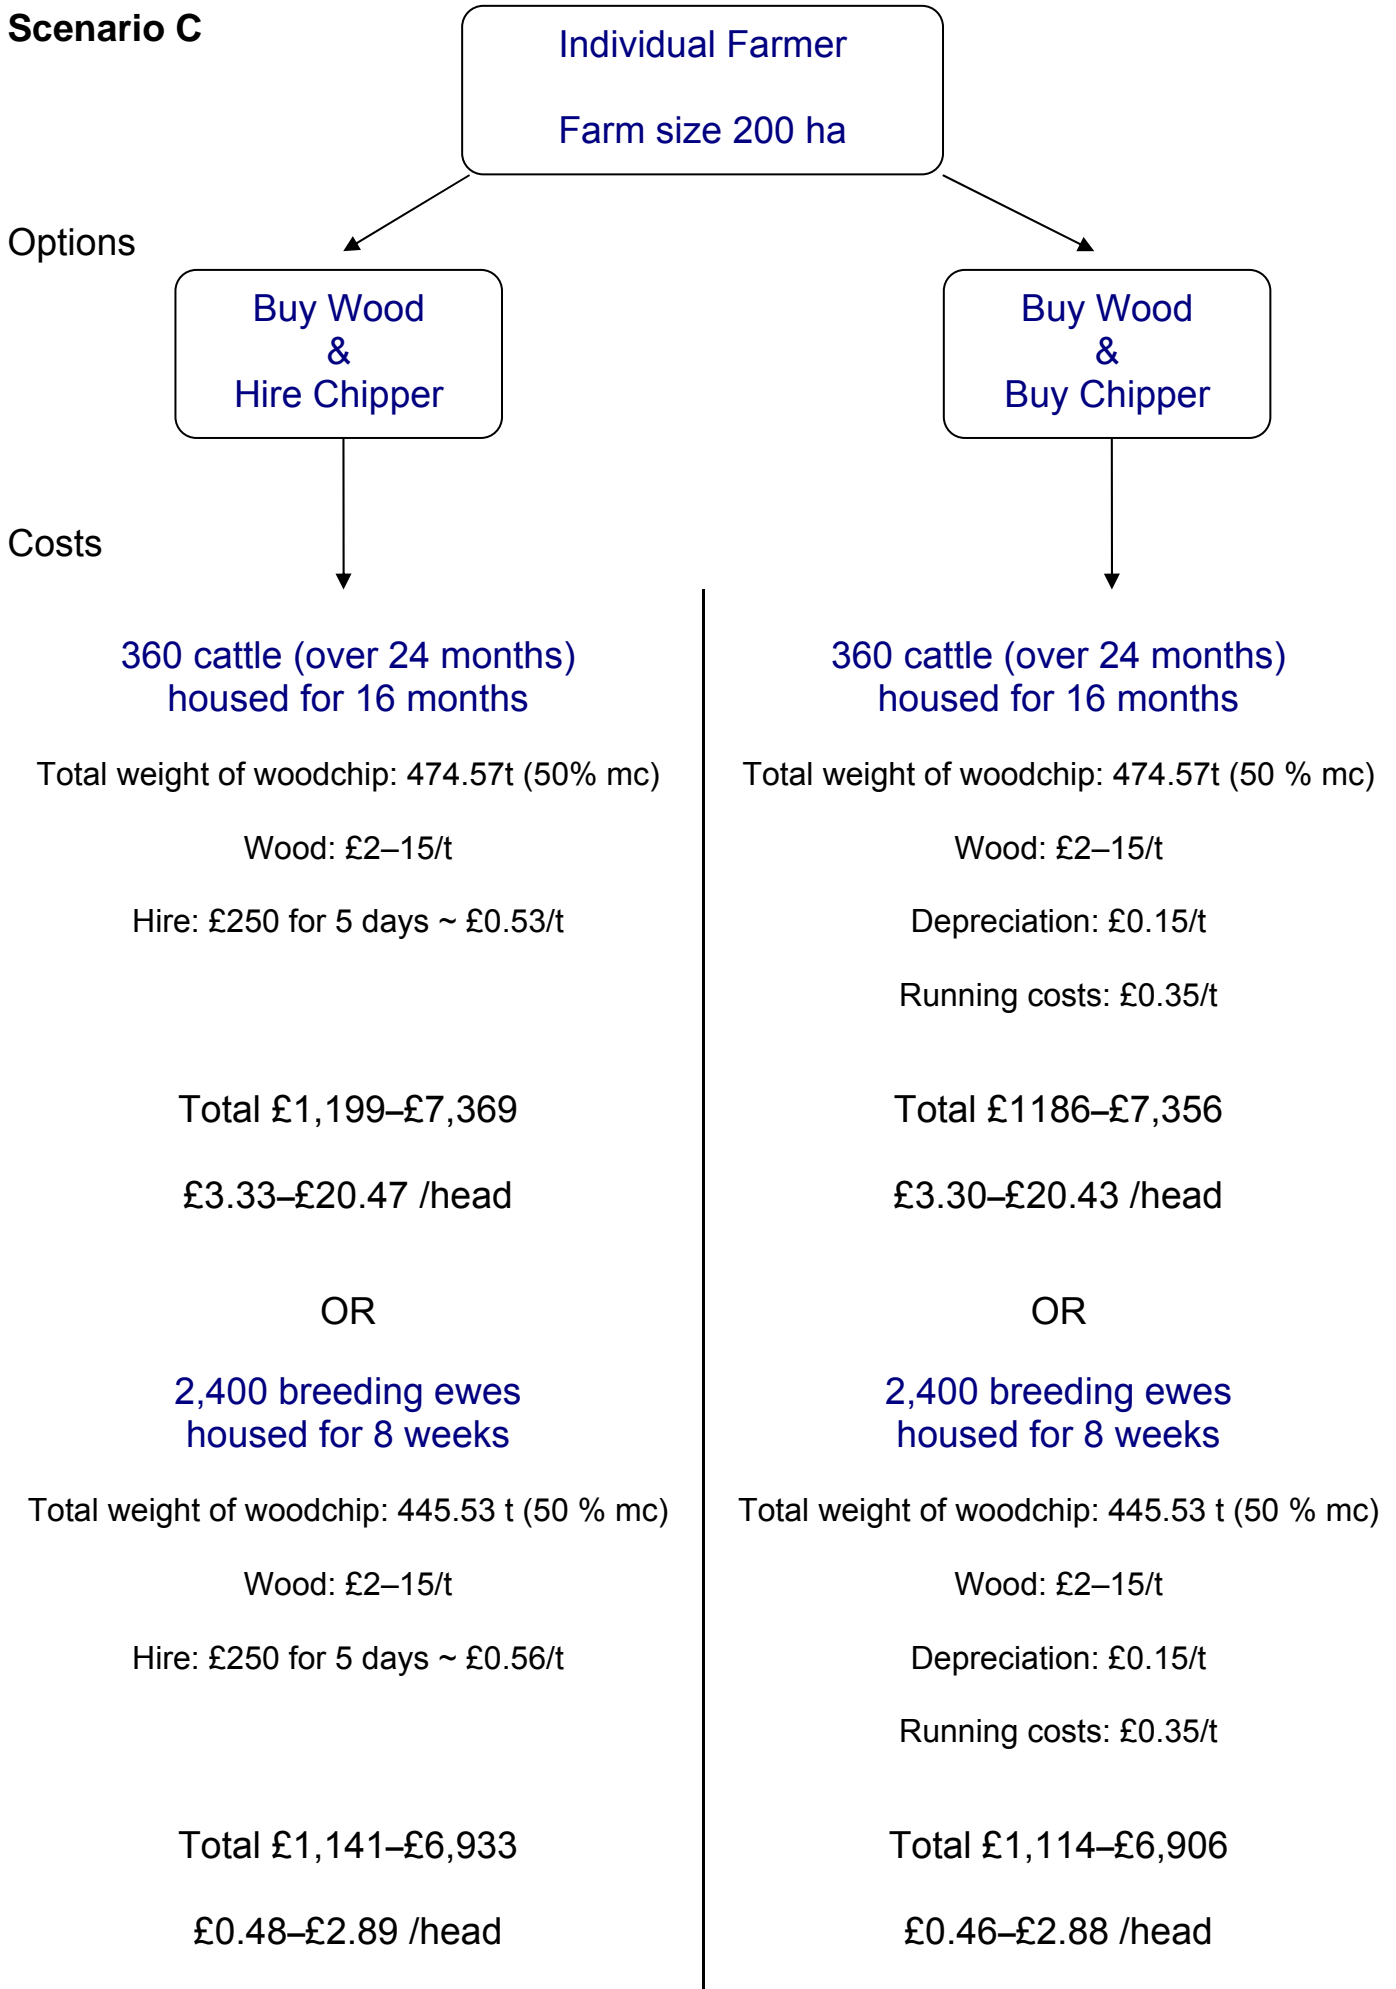 Scenario C
Individual Farmer
Farm size 200 ha
Options
Buy Wood
&
Hire Chipper
Buy Wood
&
Buy Chipper
Costs
360 cattle (over 24 months)
housed for 16 months
Total weight of woodchip: 474.57t (50% mc)
Wood: £2–15/t
Hire: £250 for 5 days ~ £0.53/t
Total £1,199–£7,369
£3.33–£20.47 /head
OR
2,400 breeding ewes
housed for 8 weeks
Total weight of woodchip: 445.53 t (50 % mc)
Wood: £2–15/t
Hire: £250 for 5 days ~ £0.56/t
Total £1,141–£6,933
£0.48–£2.89 /head
360 cattle (over 24 months)
housed for 16 months
Total weight of woodchip: 474.57t (50 % mc)
Wood: £2–15/t
Depreciation: £0.15/t
Running costs: £0.35/t
Total £1186–£7,356
£3.30–£20.43 /head
OR
2,400 breeding ewes
housed for 8 weeks
Total weight of woodchip: 445.53 t (50 % mc)
Wood: £2–15/t
Depreciation: £0.15/t
Running costs: £0.35/t
Total £1,114–£6,906
£0.46–£2.88 /head